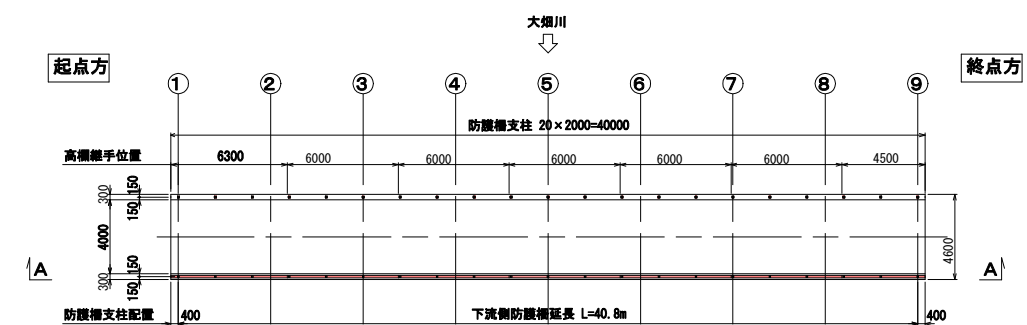 大畑川
起点方
終点方
① ② ③ ④ ⑤ ⑥ ⑦ ⑧ ⑨
防護柵支柱 20×2000=40000
高欄継手位置 6300 6000 6000 6000 6000 6000 4500
300 150 150
4000
4600
A A
300 150 150
防護柵支柱配置 400 下流側防護柵延長 L=40.8m 400